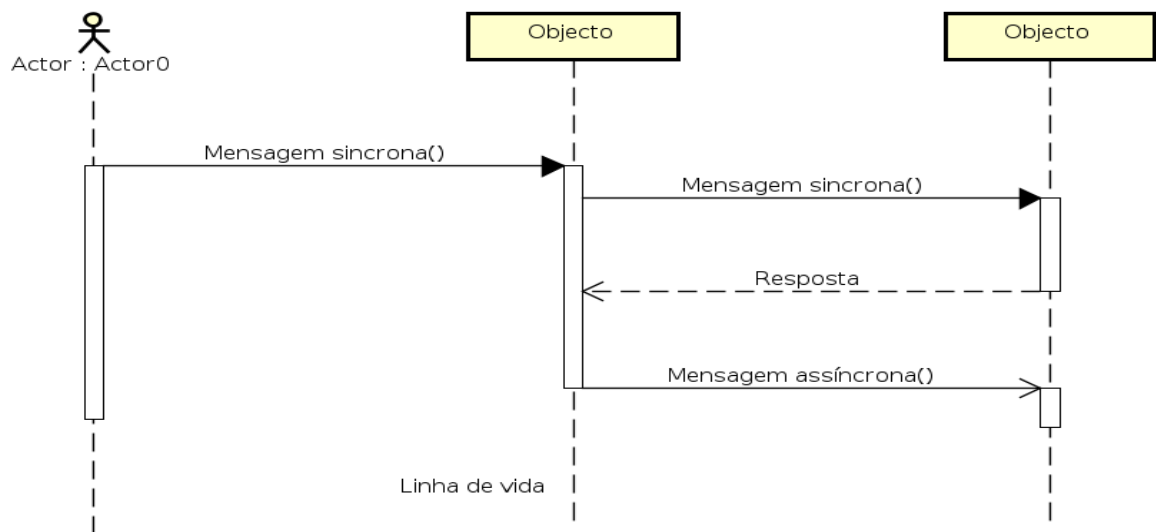 Objecto
Objecto
Actor : Actor0
Mensagem sincrona()
Mensagem sincrona()
Resposta
Mensagem assíncrona()
Linha de vida